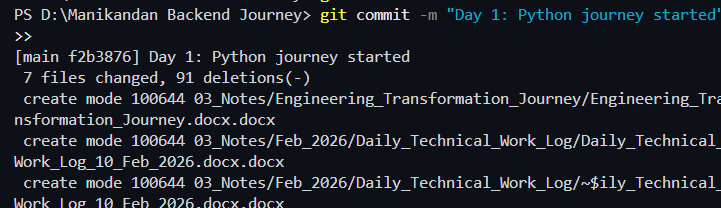 PS D:\Manikandan Backend Journey> git commit -m "Day 1: Python journey started"
>>
[main f2b3876] Day 1: Python journey started
 7 files changed, 91 deletions(-)
 create mode 100644 03_Notes/Engineering_Transformation_Journey/Engineering_Tra
nsformation_Journey.docx.docx
 create mode 100644 03_Notes/Feb_2026/Daily_Technical_Work_Log/Daily_Technical_
Work_Log_10_Feb_2026.docx.docx
 create mode 100644 03_Notes/Feb_2026/Daily_Technical_Work_Log/~$ily_Technical_
Work_Log_10_Feb_2026.docx.docx